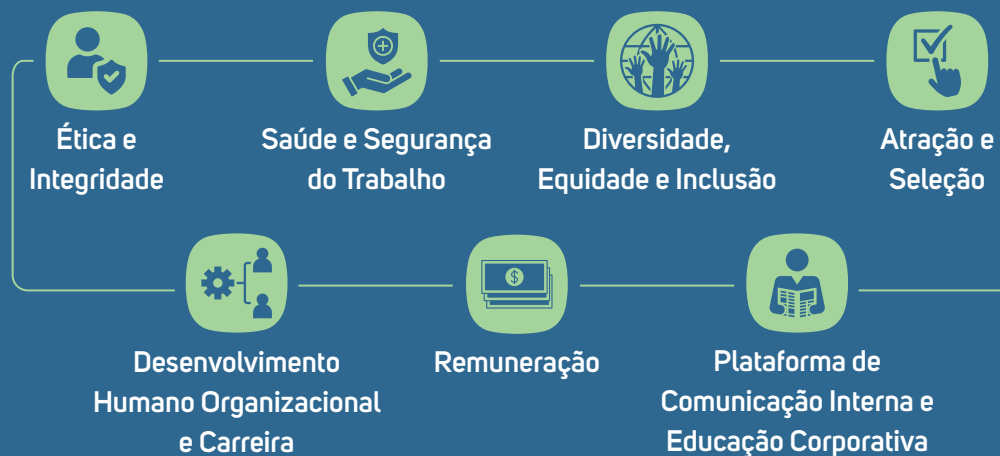 Ética e
Integridade
Saúde e Segurança
do Trabalho
Diversidade,
Equidade e Inclusão
Atração e
Seleção
Desenvolvimento
Humano Organizacional
e Carreira
$
Remuneração
Plataforma de
Comunicação Interna e
Educação Corporativa